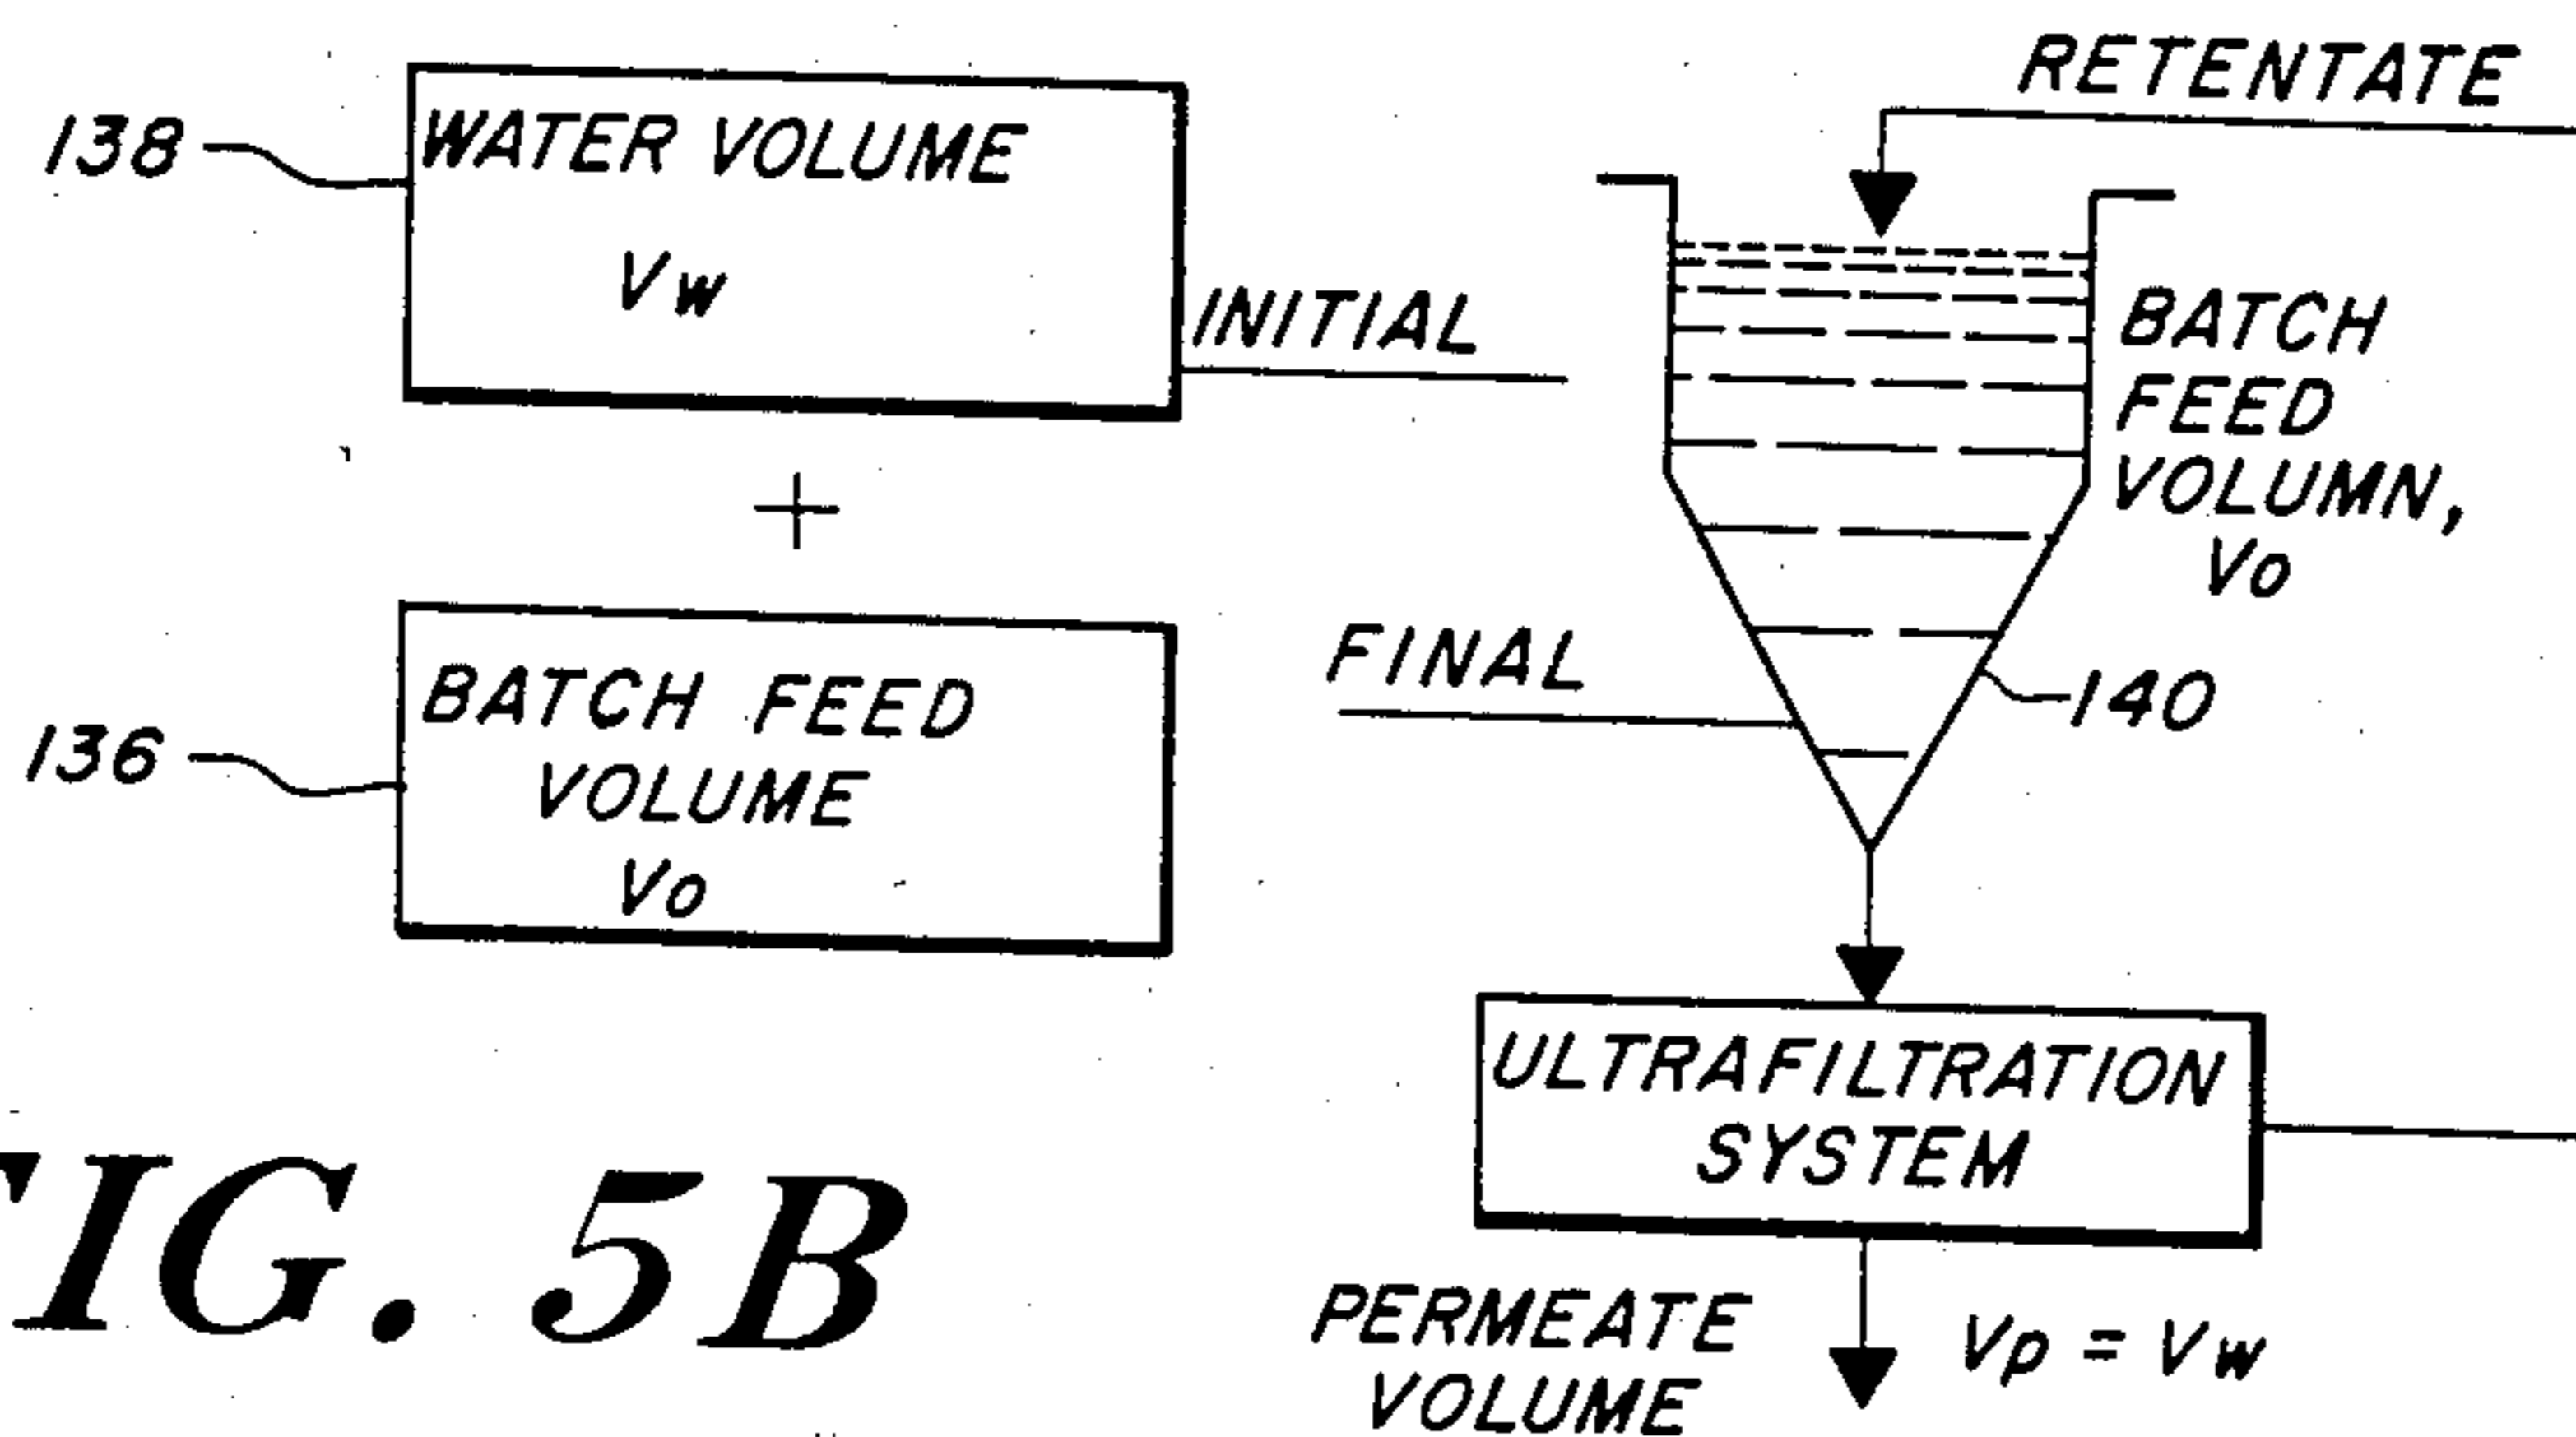 138
WATER VOLUME
Vw
INITIAL
+
136
BATCH FEED
VOLUME
Vo
RETENTATE
BATCH
FEED
VOLUMN,
Vo
FINAL
140
ULTRAFILTRATION
SYSTEM
PERMEATE
VOLUME
Vp = Vw
FIG. 5B